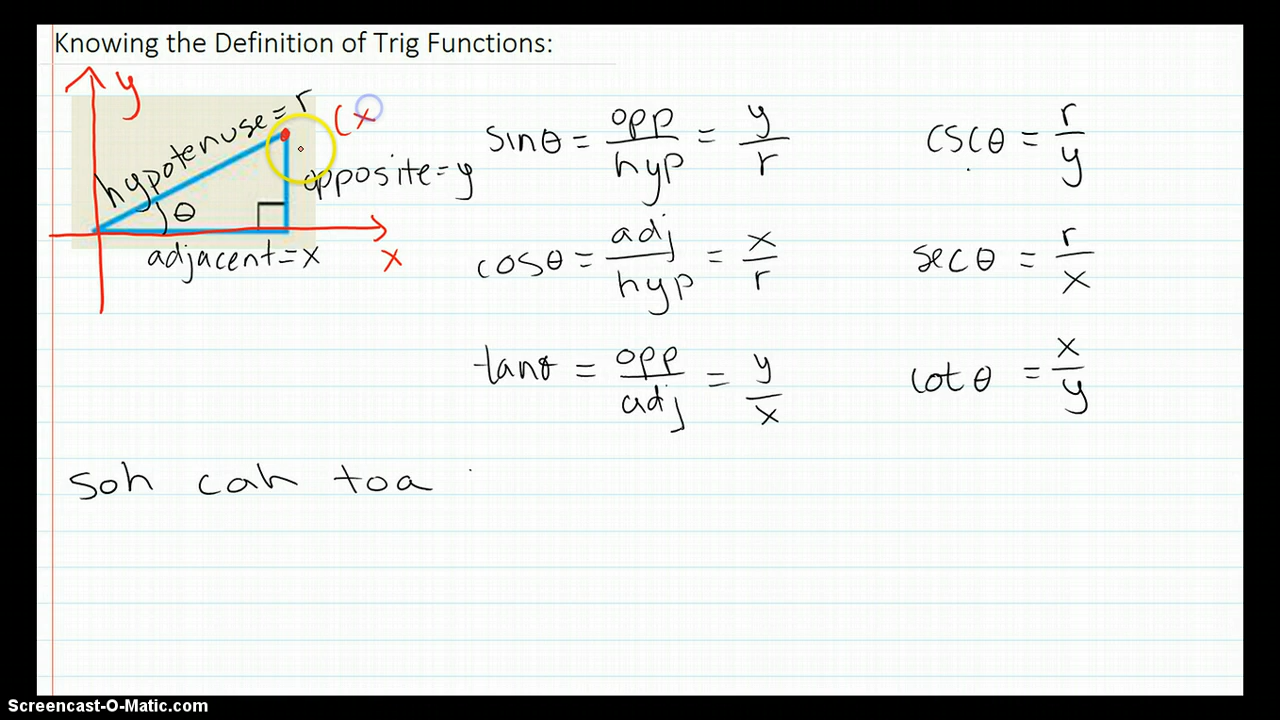 Knowing the Definition of Trig Functions:
y
hypotenuse = r
(x
opposite = y
θ
adjacent = x
x
sinθ = opp/hyp = y/r
cscθ = r/y
cosθ = adj/hyp = x/r
secθ = r/x
tanθ = opp/adj = y/x
cotθ = x/y
soh cah toa
Screencast-O-Matic.com